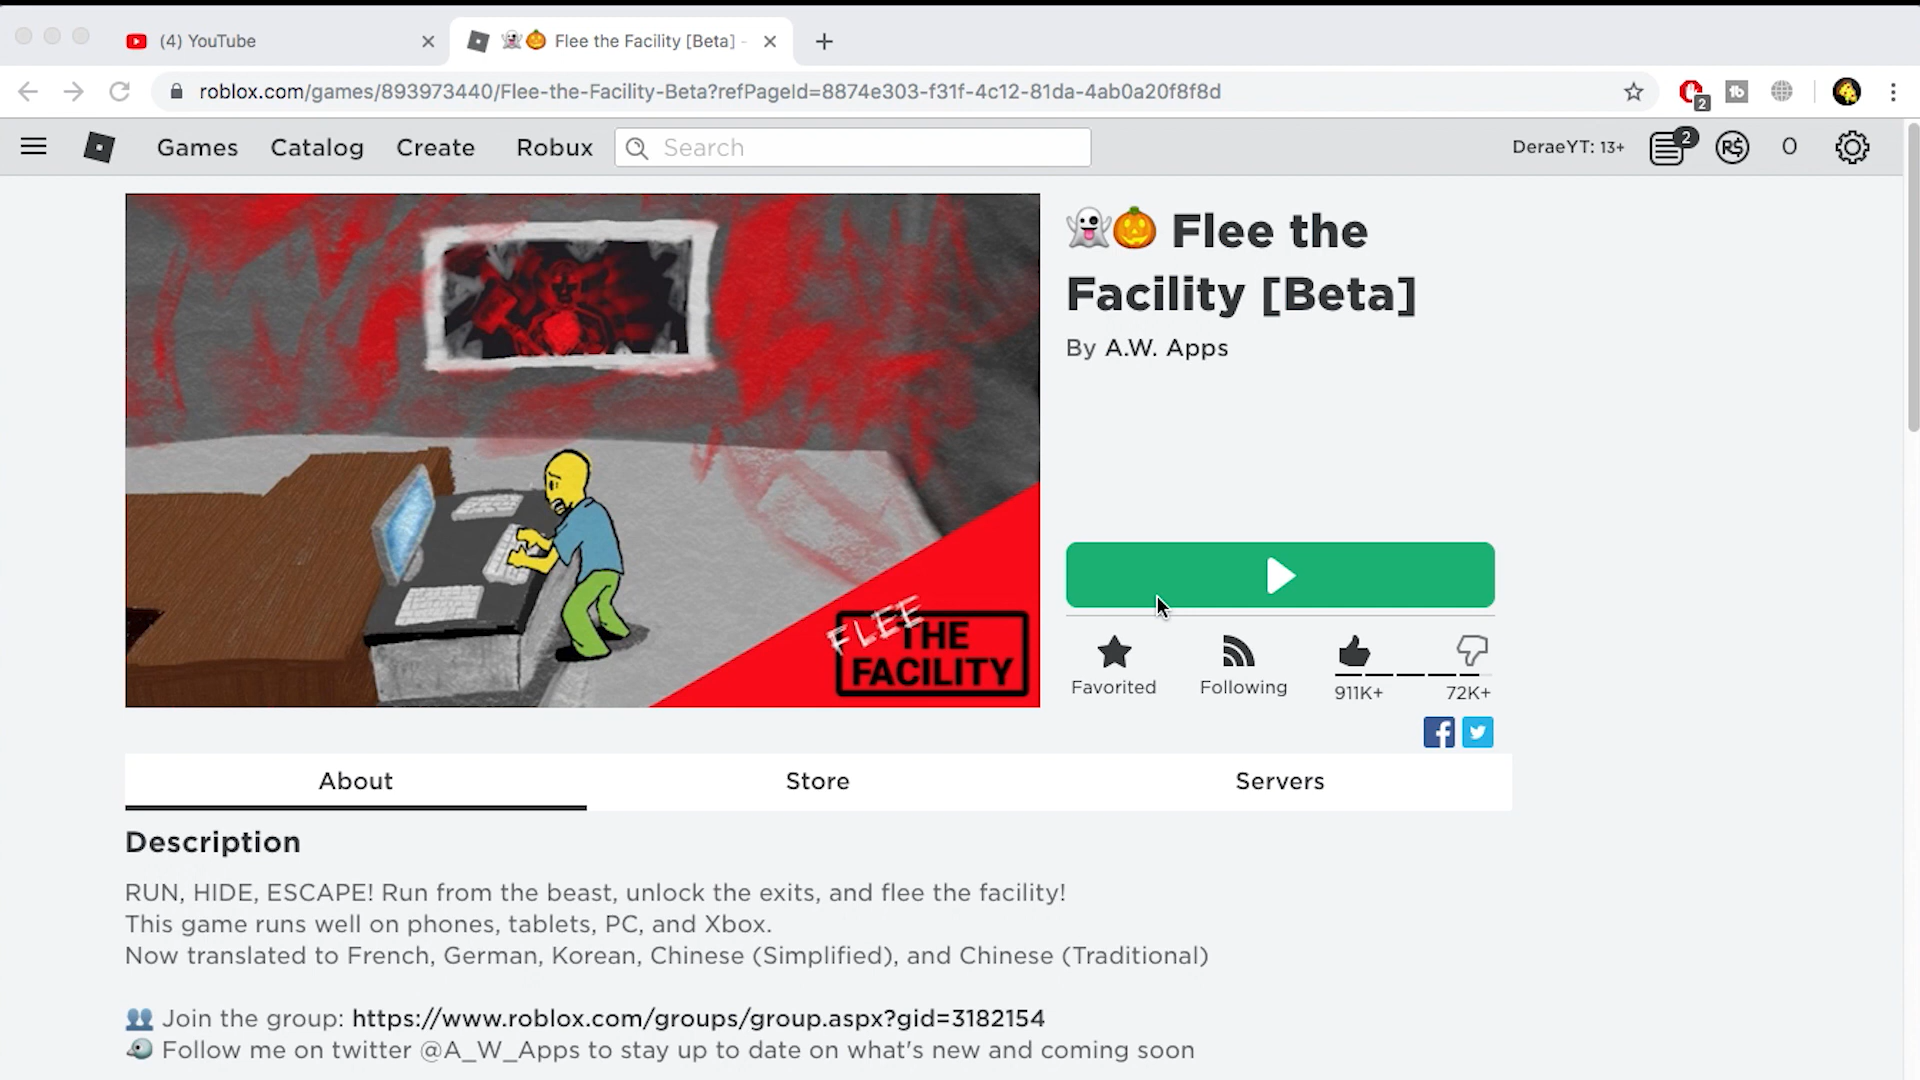 (4) YouTube
👻🎃 Flee the Facility [Beta] -
roblox.com/games/893973440/Flee-the-Facility-Beta?refPageId=8874e303-f31f-4c12-81da-4ab0a20f8f8d
2
Games Catalog Create Robux Search DeraeYT: 13+ 2 R$ 0
👻🎃 Flee the
Facility [Beta]
By A.W. Apps
FLEE THE
FACILITY
Favorited Following 911K+ 72K+
About Store Servers
Description
RUN, HIDE, ESCAPE! Run from the beast, unlock the exits, and flee the facility!
This game runs well on phones, tablets, PC, and Xbox.
Now translated to French, German, Korean, Chinese (Simplified), and Chinese (Traditional)
👥 Join the group: https://www.roblox.com/groups/group.aspx?gid=3182154
🐦 Follow me on twitter @A_W_Apps to stay up to date on what's new and coming soon